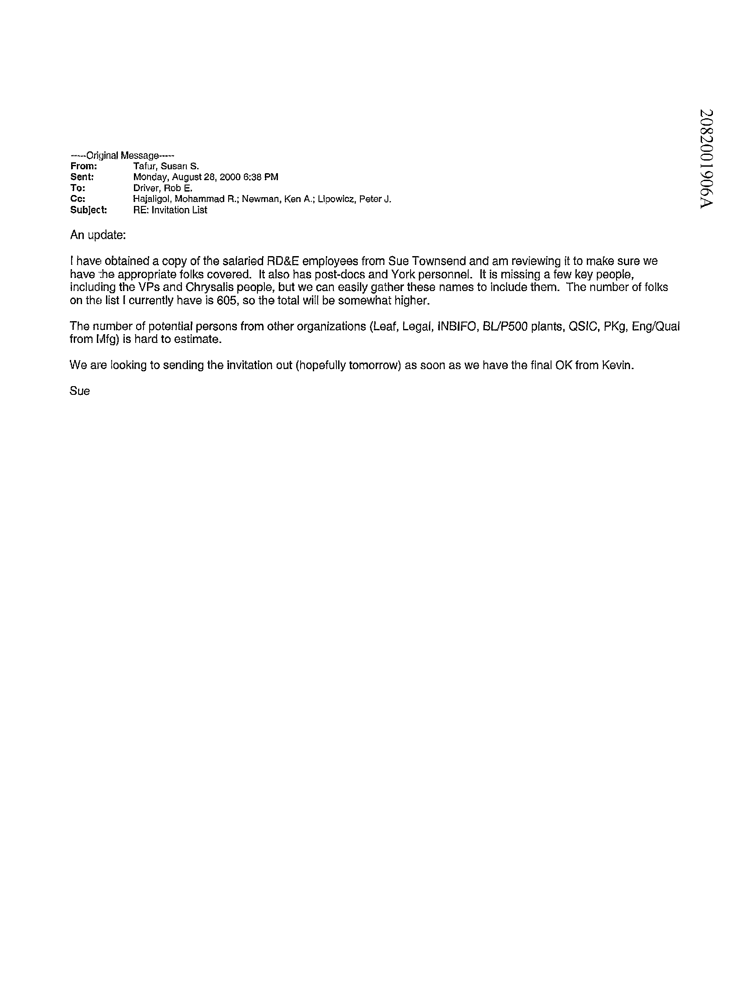 -----Original Message-----
From: Tafur, Susan S.
Sent: Monday, August 28, 2000 6:38 PM
To: Driver, Rob E.
Cc: Hajaligol, Mohammad R.; Newman, Ken A.; Lipowicz, Peter J.
Subject: RE: Invitation List
An update:
I have obtained a copy of the salaried RD&E employees from Sue Townsend and am reviewing it to make sure we
have the appropriate folks covered. It also has post-docs and York personnel. It is missing a few key people,
including the VPs and Chrysalis people, but we can easily gather these names to include them. The number of folks
on the list I currently have is 605, so the total will be somewhat higher.
The number of potential persons from other organizations (Leaf, Legal, INBIFO, BL/P500 plants, QSIC, PKg, Eng/Qual
from Mfg) is hard to estimate.
We are looking to sending the invitation out (hopefully tomorrow) as soon as we have the final OK from Kevin.
Sue
2082001906A